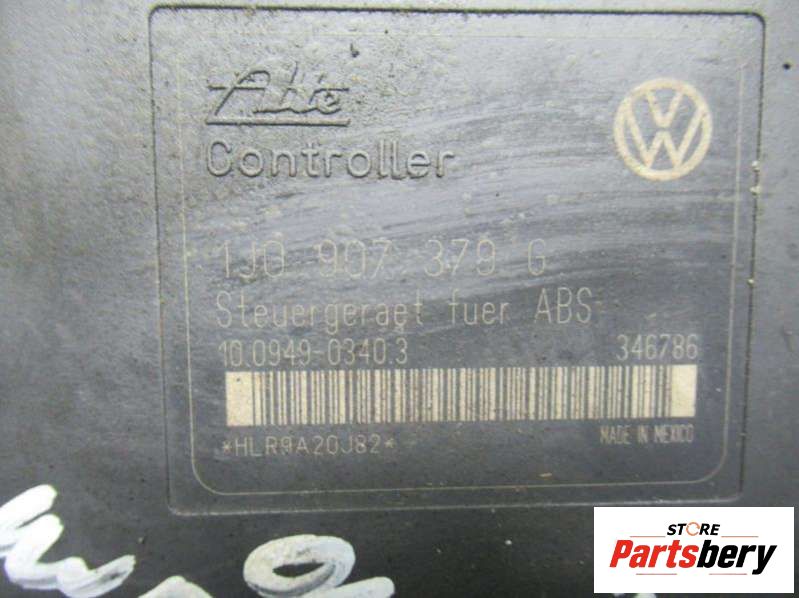 Ate
Controller
VW
1J0 907 379 G
Steuergeraet fuer ABS
10.0949-0340.3 346786
*HLR9A20J82*
MADE IN MEXICO
STORE
Partsbery